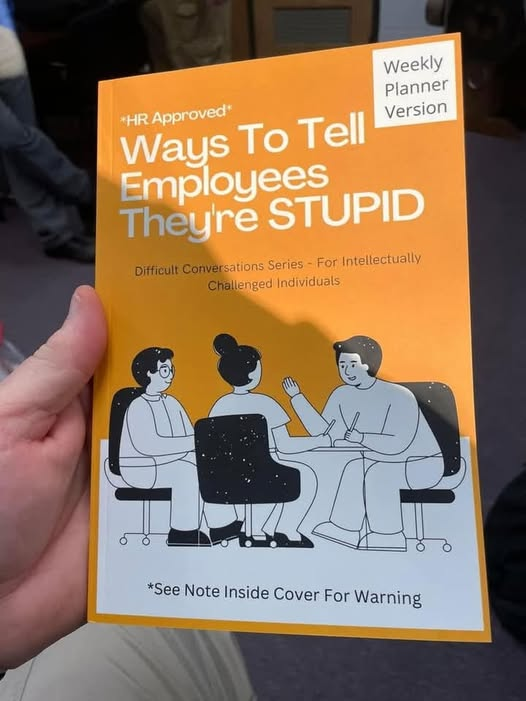 Weekly
Planner
Version
*HR Approved*
Ways To Tell
Employees
They're STUPID
Difficult Conversations Series - For Intellectually
Challenged Individuals
*See Note Inside Cover For Warning